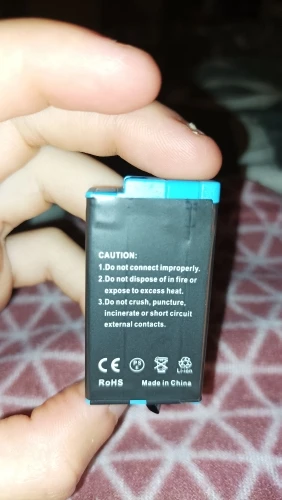 CAUTION:
1.Do not connect improperly.
2.Do not dispose of in fire or
expose to excess heat.
3.Do not crush, puncture,
incinerate or short circuit
external contacts.
CE
Li-ion
RoHS Made in China